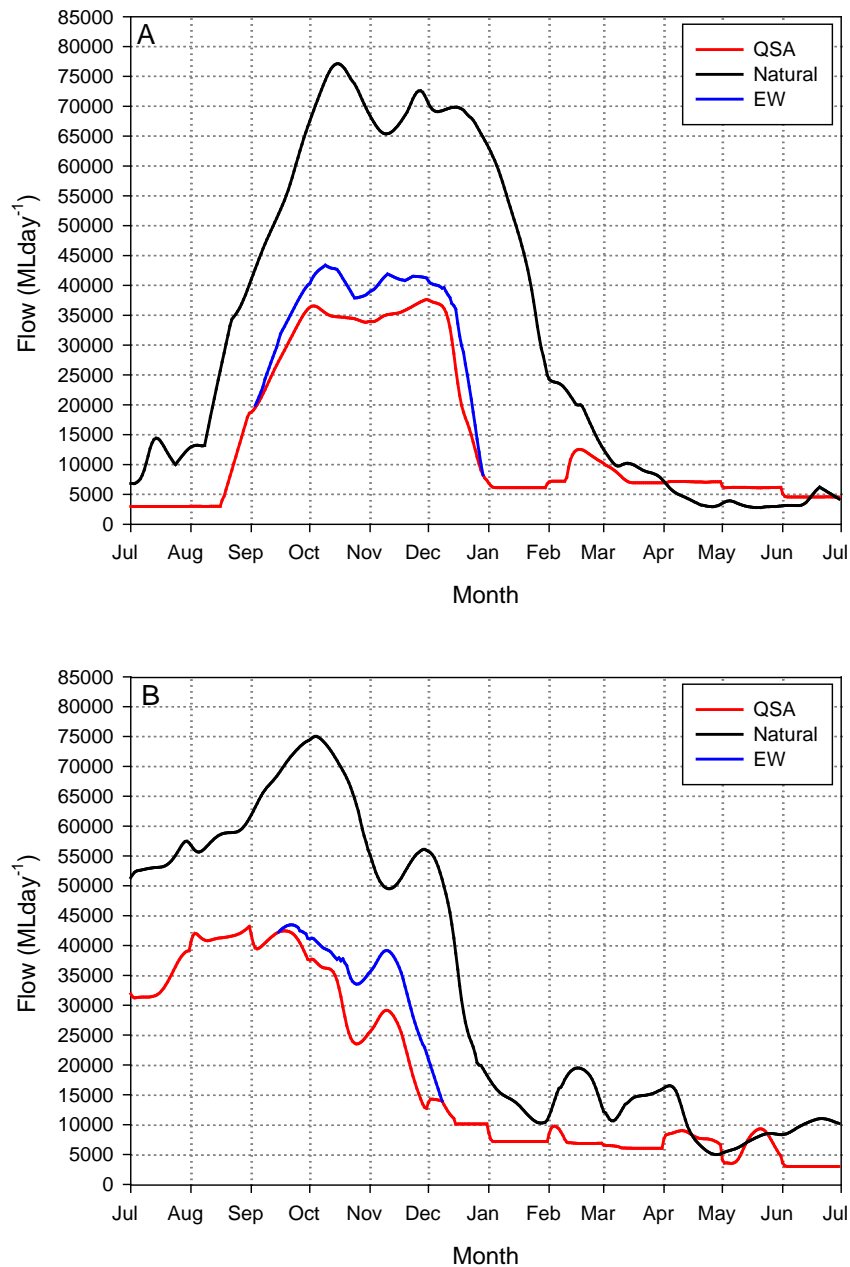 A
QSA
Natural
EW
85000
80000
75000
70000
65000
60000
55000
50000
45000
40000
35000
30000
25000
20000
15000
10000
5000
0
Flow (MLday⁻¹)
Jul Aug Sep Oct Nov Dec Jan Feb Mar Apr May Jun Jul
Month
B
QSA
Natural
EW
85000
80000
75000
70000
65000
60000
55000
50000
45000
40000
35000
30000
25000
20000
15000
10000
5000
0
Flow (MLday⁻¹)
Jul Aug Sep Oct Nov Dec Jan Feb Mar Apr May Jun Jul
Month